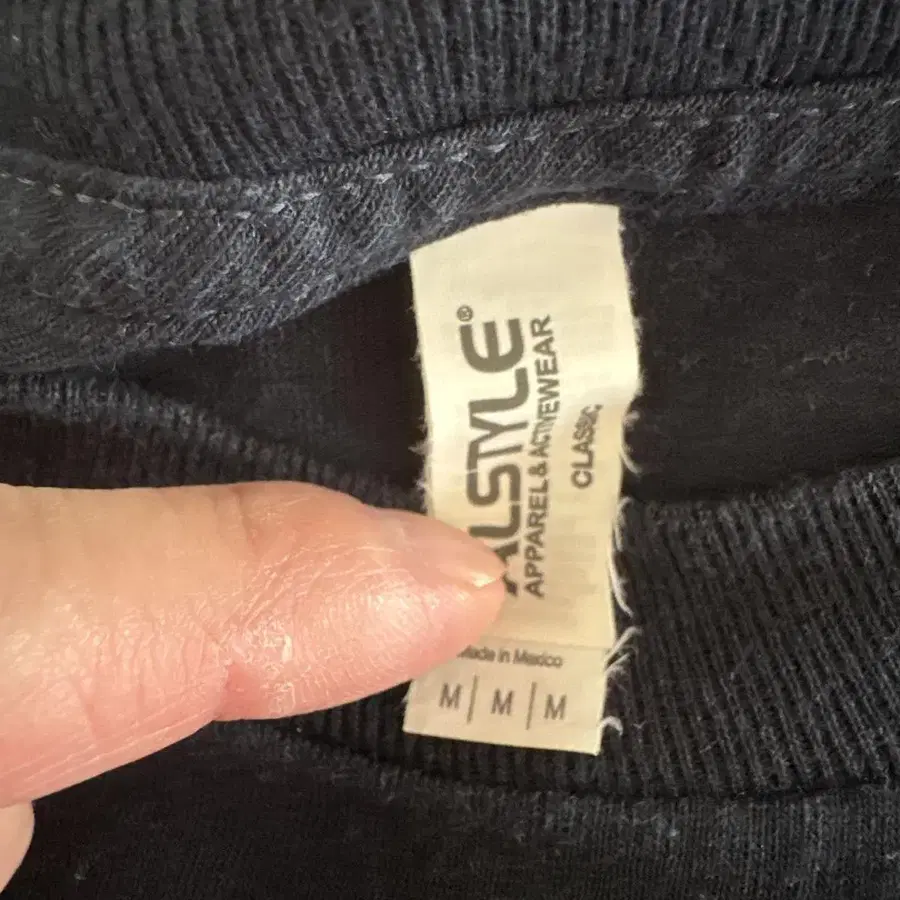 ALSTYLE®
APPAREL & ACTIVEWEAR
CLASSIC
Made in Mexico
M | M | M